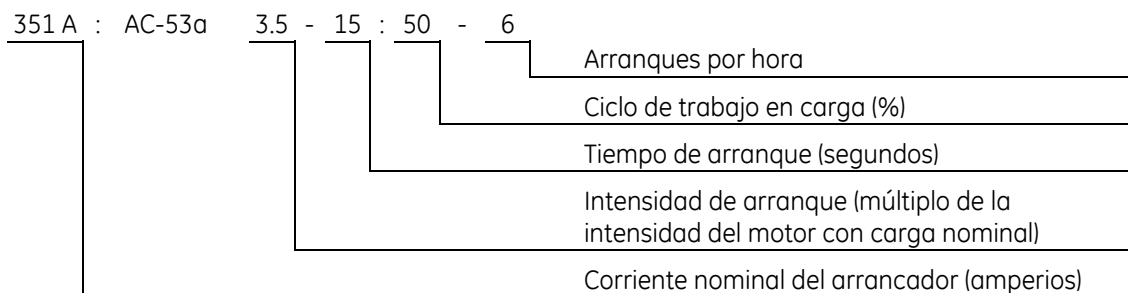 351 A : AC-53a 3.5 - 15 : 50 - 6
Arranques por hora
Ciclo de trabajo en carga (%)
Tiempo de arranque (segundos)
Intensidad de arranque (múltiplo de la
intensidad del motor con carga nominal)
Corriente nominal del arrancador (amperios)